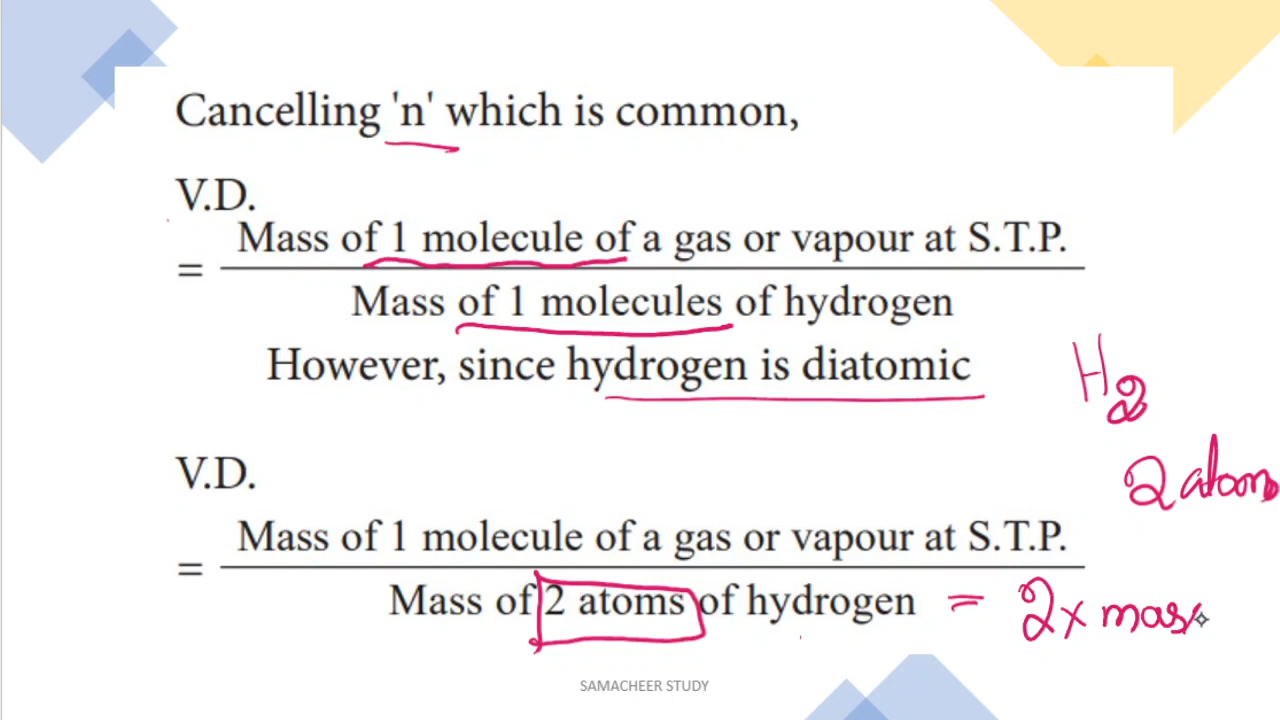 Cancelling 'n' which is common,
V.D.
Mass of 1 molecule of a gas or vapour at S.T.P.
=
Mass of 1 molecules of hydrogen
However, since hydrogen is diatomic
H2
2 atoms
V.D.
Mass of 1 molecule of a gas or vapour at S.T.P.
=
Mass of 2 atoms of hydrogen = 2 x mass
SAMACHEER STUDY